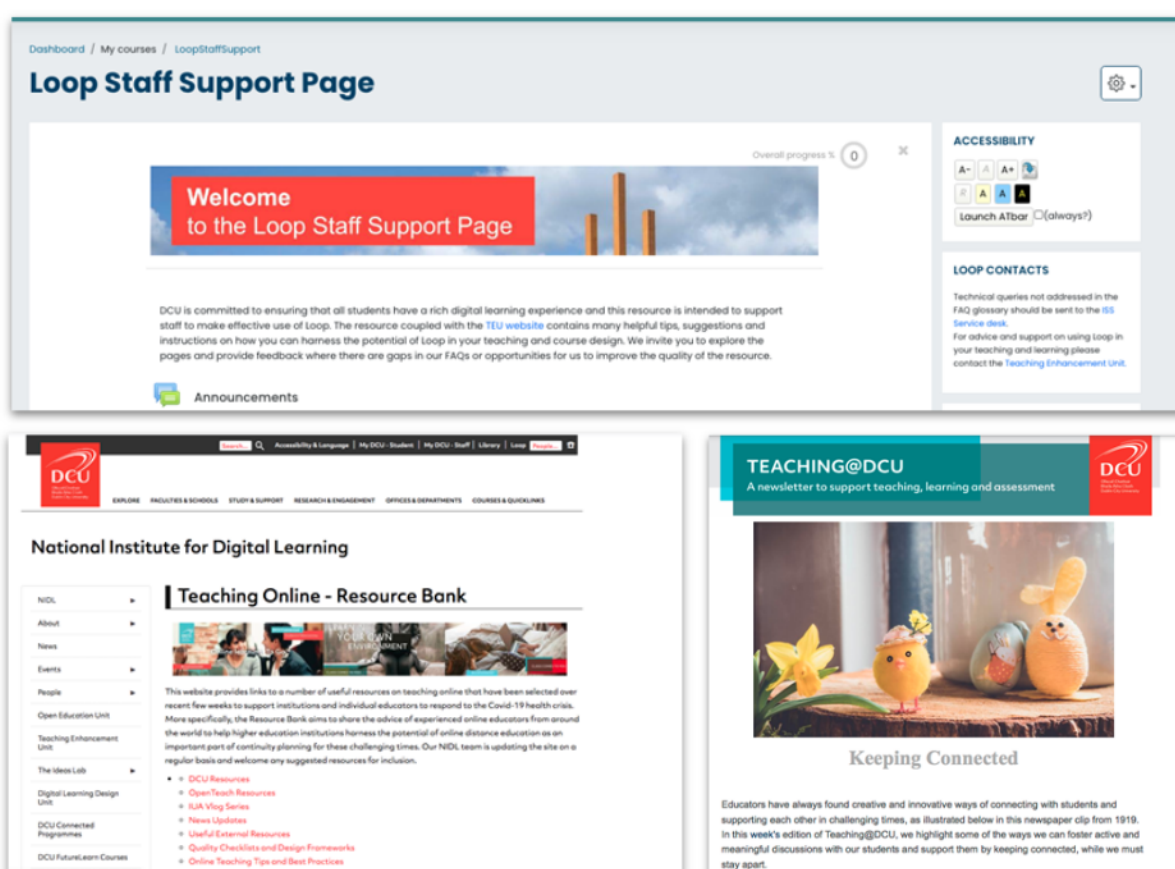 Dashboard / My courses / LoopStaffSupport
Loop Staff Support Page
Overall progress % 0
Welcome
to the Loop Staff Support Page
DCU is committed to ensuring that all students have a rich digital learning experience and this resource is intended to support
staff to make effective use of Loop. The resource coupled with the TEU website contains many helpful tips, suggestions and
instructions on how you can harness the potential of Loop in your teaching and course design. We invite you to explore the
pages and provide feedback where there are gaps in our FAQs or opportunities for us to improve the quality of the resource.
Announcements
ACCESSIBILITY
A- A A+
R A A A
Launch ATbar (always?)
LOOP CONTACTS
Technical queries not addressed in the
FAQ glossary should be sent to the ISS
Service desk.
For advice and support on using Loop in
your teaching and learning please
contact the Teaching Enhancement Unit.
Search... Accessibility & Language | My DCU - Student | My DCU - Staff | Library | Loop People...
DCU
EXPLORE FACULTIES & SCHOOLS STUDY & SUPPORT RESEARCH & ENGAGEMENT OFFICES & DEPARTMENTS COURSES & QUICKLINKS
National Institute for Digital Learning
NIDL
About
News
Events
People
Open Education Unit
Teaching Enhancement
Unit
The Ideas Lab
Digital Learning Design
Unit
DCU Connected
Programmes
DCU FutureLearn Courses
Teaching Online - Resource Bank
YOUR OWN
ENVIRONMENT
This website provides links to a number of useful resources on teaching online that have been selected over
recent few weeks to support institutions and individual educators to respond to the Covid-19 health crisis.
More specifically, the Resource Bank aims to share the advice of experienced online educators from around
the world to help higher education institutions harness the potential of online distance education as an
important part of continuity planning for these challenging times. Our NIDL team is updating the site on a
regular basis and welcome any suggested resources for inclusion.
DCU Resources
OpenTeach Resources
IUA Vlog Series
News Updates
Useful External Resources
Quality Checklists and Design Frameworks
Online Teaching Tips and Best Practices
TEACHING@DCU
A newsletter to support teaching, learning and assessment
DCU
Keeping Connected
Educators have always found creative and innovative ways of connecting with students and
supporting each other in challenging times, as illustrated below in this newspaper clip from 1919.
In this week's edition of Teaching@DCU, we highlight some of the ways we can foster active and
meaningful discussions with our students and support them by keeping connected, while we must
stay apart.